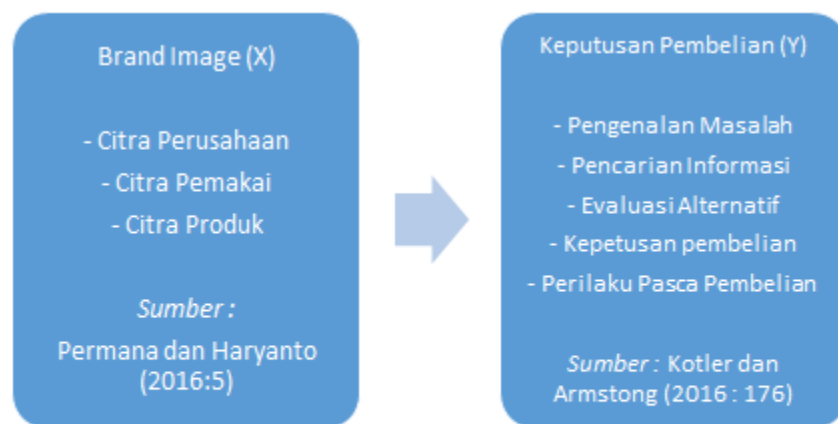 Brand Image (X)
- Citra Perusahaan
- Citra Pemakai
- Citra Produk
Sumber :
Permana dan Haryanto
(2016:5)
Keputusan Pembelian (Y)
- Pengenalan Masalah
- Pencarian Informasi
- Evaluasi Alternatif
- Kepetusan pembelian
- Perilaku Pasca Pembelian
Sumber : Kotler dan
Armstong (2016 : 176)